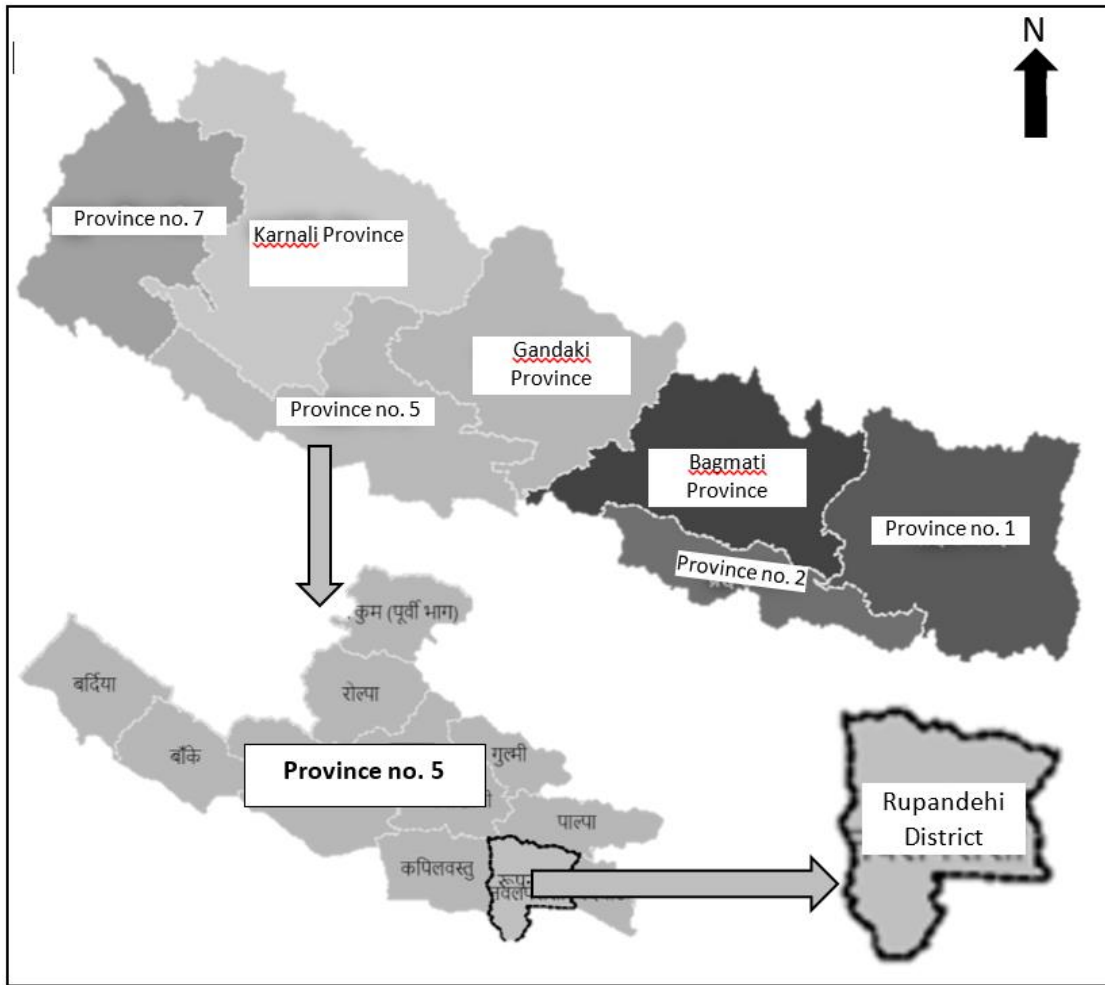 N
Province no. 7
Karnali Province
Gandaki
Province
Province no. 5
Bagmati
Province
Province no. 1
Province no. 2
कुम (पूर्वी भाग)
बर्दिया
रोल्पा
बाँके
गुल्मी
Province no. 5
पाल्पा
कपिलवस्तु
Rupandehi
District